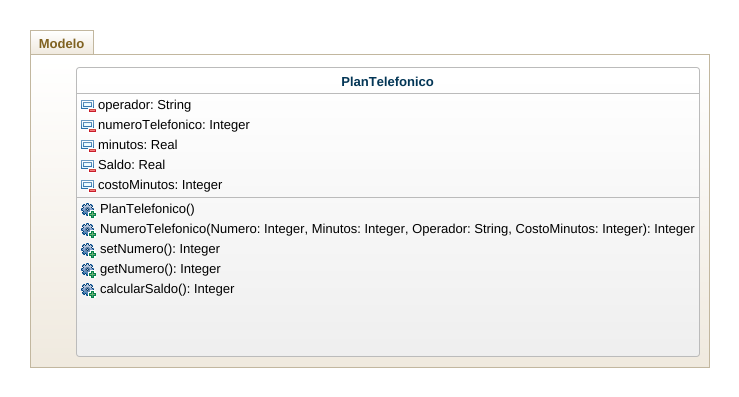 Modelo
PlanTelefonico
operador: String
numeroTelefonico: Integer
minutos: Real
Saldo: Real
costoMinutos: Integer
PlanTelefonico()
NumeroTelefonico(Numero: Integer, Minutos: Integer, Operador: String, CostoMinutos: Integer): Integer
setNumero(): Integer
getNumero(): Integer
calcularSaldo(): Integer